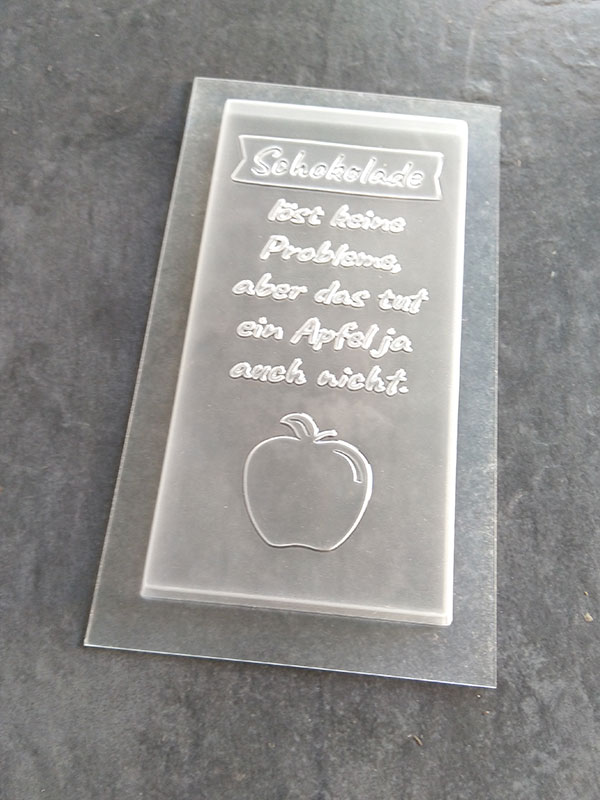 Schokolade
löst keine
Probleme,
aber das tut
ein Apfel ja
auch nicht.